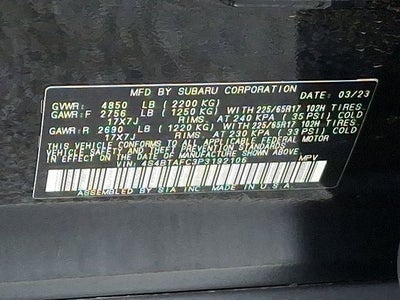 MFD BY SUBARU CORPORATION DATE: 03/23
GVWR: 4850 LB (2200 KG)
GAWR:F 2756 LB (1250 KG) WITH 225/65R17 102H TIRES
17X7J RIMS, AT 240 KPA (35 PSI) COLD
GAWR:R 2690 LB (1220 KG) WITH 225/65R17 102H TIRES
17X7J RIMS, AT 230 KPA (33 PSI) COLD
THIS VEHICLE CONFORMS TO ALL APPLICABLE FEDERAL MOTOR
VEHICLE SAFETY, BUMPER, AND THEFT PREVENTION STANDARDS
IN EFFECT ON THE DATE OF MANUFACTURE SHOWN ABOVE.
VIN: 4S4BTAFC3P3192106 MPV
ASSEMBLED BY SIA INC. MADE IN U.S.A.